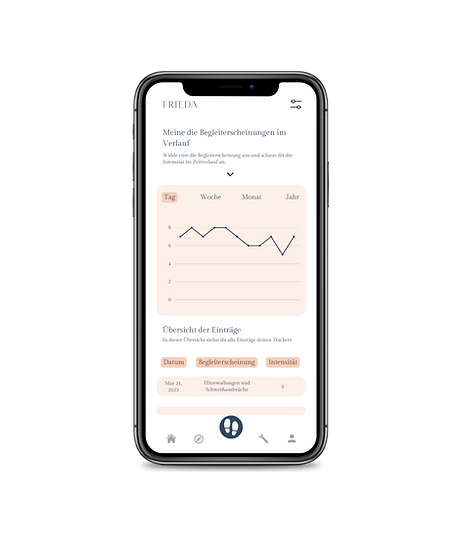 FRIEDA
Meine die Begleiterscheinungen im
Verlauf
Wähle eine die Begleiterscheinung aus und schaue dir die
Intensität im Zeitverlauf an.
Tag Woche Monat Jahr
8
6
4
2
0
Übersicht der Einträge
In dieser Übersicht siehst du alle Einträge deines Trackers
Datum Begleiterscheinung Intensität
Mar 21,
2023
Hitzewallungen und
Schweißausbrüche
6